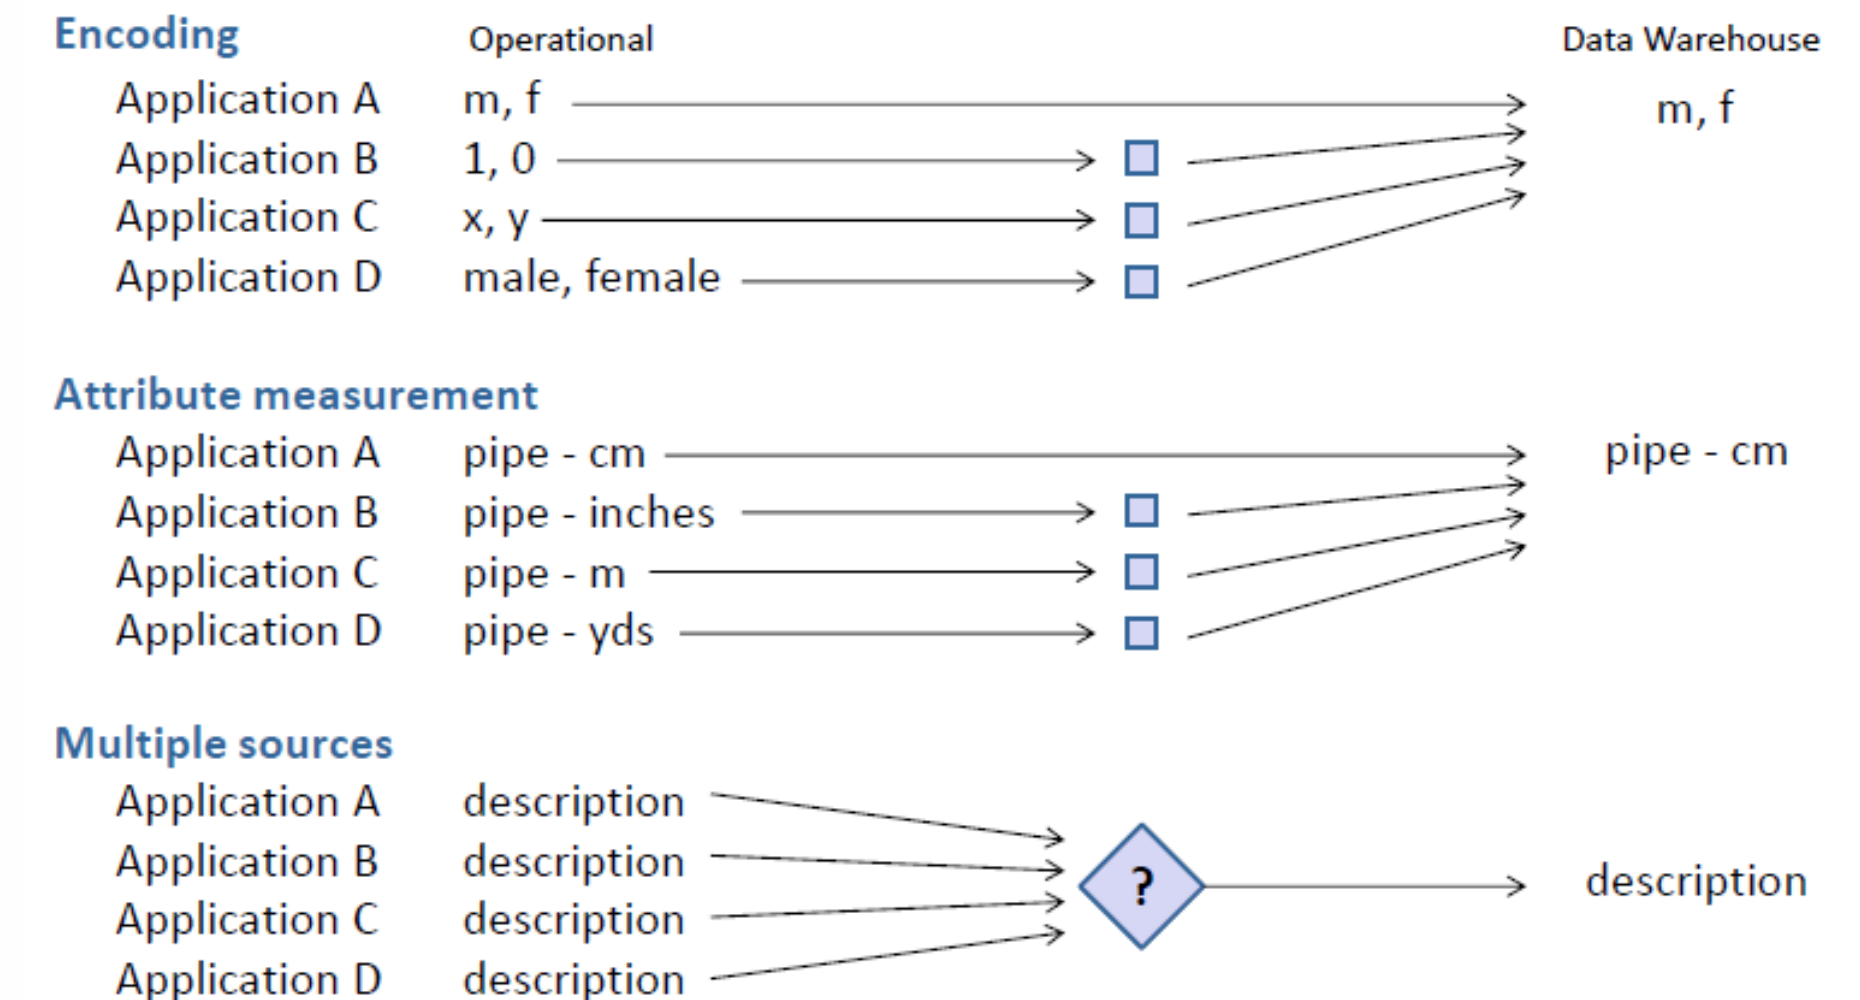 Encoding Operational Data Warehouse
Application A m, f m, f
Application B 1, 0
Application C x, y
Application D male, female
Attribute measurement
Application A pipe - cm pipe - cm
Application B pipe - inches
Application C pipe - m
Application D pipe - yds
Multiple sources
Application A description
Application B description
? description
Application C description
Application D description